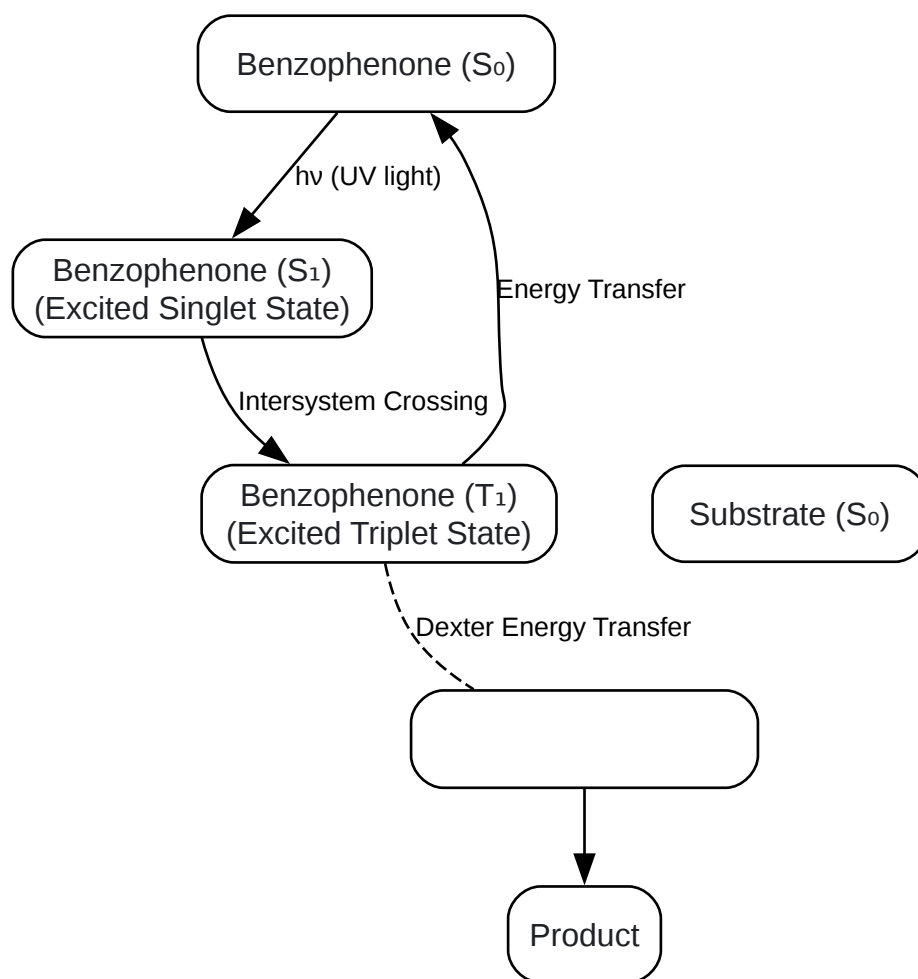 Benzophenone (S₀)
hν (UV light)
Benzophenone (S₁)
(Excited Singlet State)
Energy Transfer
Intersystem Crossing
Benzophenone (T₁)
(Excited Triplet State)
Substrate (S₀)
Dexter Energy Transfer
Product